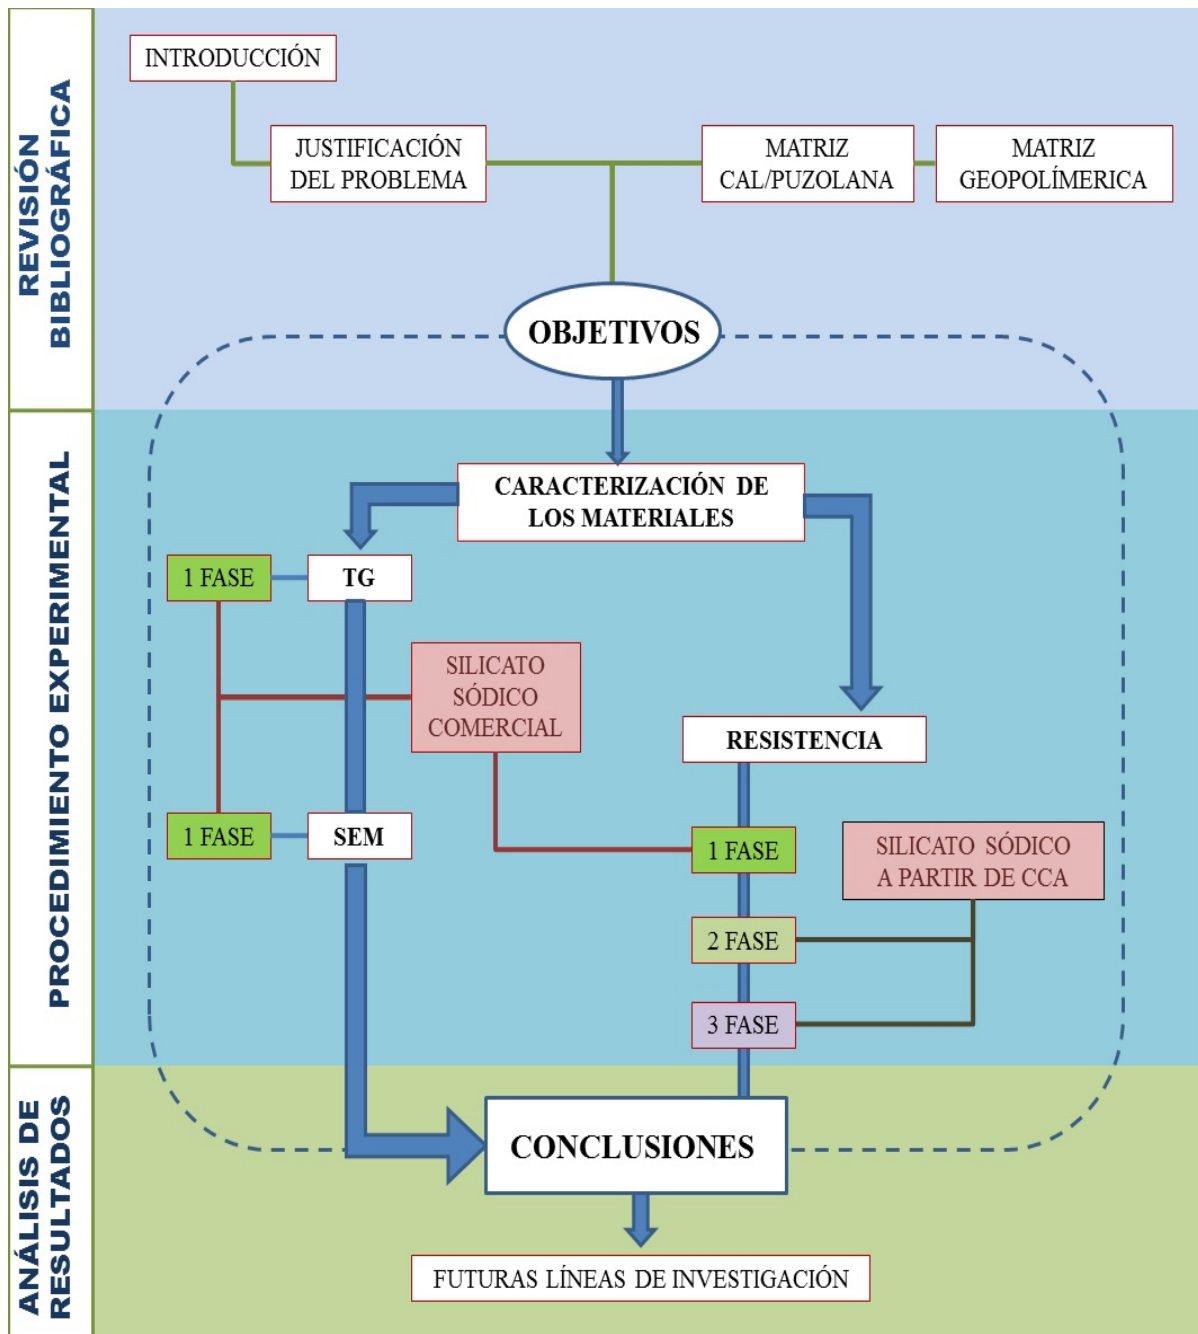 REVISIÓN
BIBLIOGRÁFICA
INTRODUCCIÓN
JUSTIFICACIÓN
DEL PROBLEMA
MATRIZ
CAL/PUZOLANA
MATRIZ
GEOPOLÍMERICA
OBJETIVOS
PROCEDIMIENTO EXPERIMENTAL
CARACTERIZACIÓN DE
LOS MATERIALES
1 FASE
TG
SILICATO
SÓDICO
COMERCIAL
RESISTENCIA
1 FASE
SEM
1 FASE
SILICATO SÓDICO
A PARTIR DE CCA
2 FASE
3 FASE
ANÁLISIS DE
RESULTADOS
CONCLUSIONES
FUTURAS LÍNEAS DE INVESTIGACIÓN